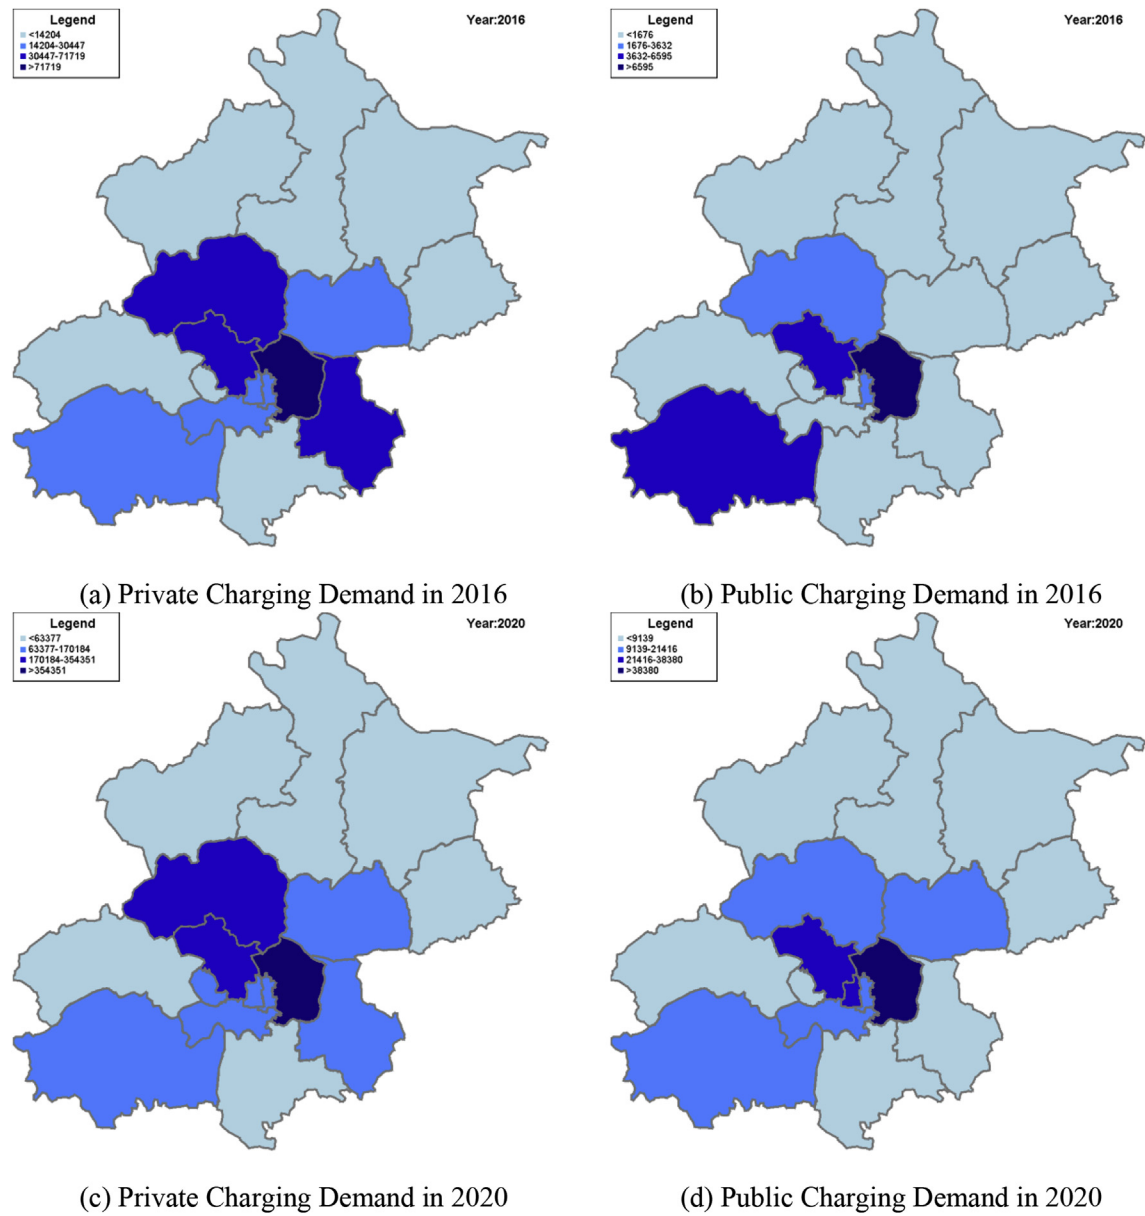 Legend
<14204
14204-30447
30447-71719
>71719
Year:2016
Legend
<1676
1676-3632
3632-6595
>6595
Year:2016
(a) Private Charging Demand in 2016
(b) Public Charging Demand in 2016
Legend
<63377
63377-170184
170184-354351
>354351
Year:2020
Legend
<9139
9139-21416
21416-38380
>38380
Year:2020
(c) Private Charging Demand in 2020
(d) Public Charging Demand in 2020